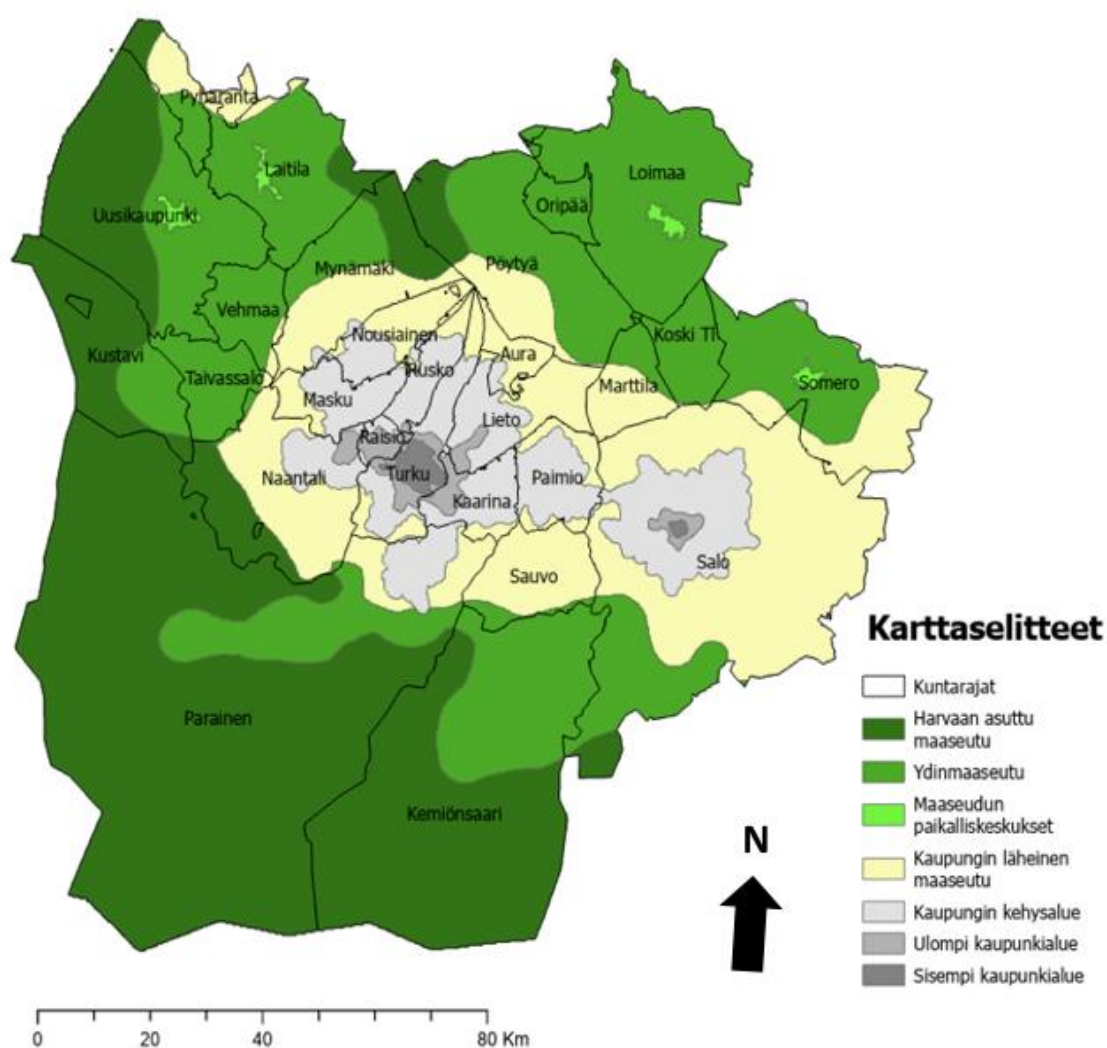 Pyhäranta
Laitila
Loimaa
Oripää
Uusikaupunki
Mynämäki
Pöytyä
Vehmaa
Nousiainen
Koski Tl
Kustavi
Aura
Taivassalo
Rusko
Marttila
Somero
Masku
Lieto
Raisio
Naantali
Turku
Paimio
Kaarina
Salo
Sauvo
Parainen
Kemiönsaari
Karttaselitteet
Kuntarajat
Harvaan asuttu
maaseutu
Ydinmaaseutu
Maaseudun
paikalliskeskukset
Kaupungin läheinen
maaseutu
Kaupungin kehysalue
Ulompi kaupunkialue
Sisempi kaupunkialue
N
0 20 40 80 Km